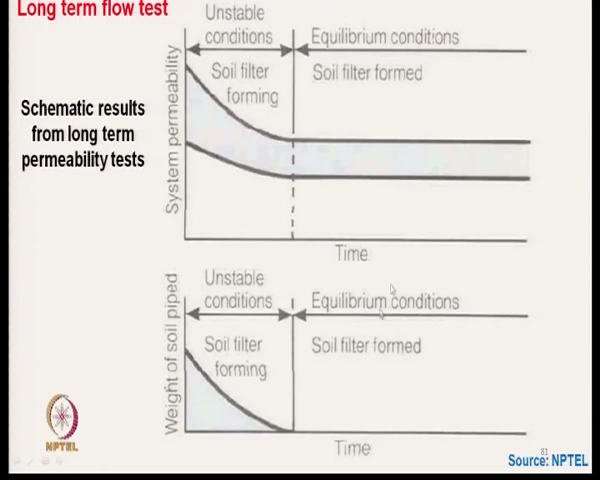 Long term flow test
Schematic results
from long term
permeability tests
System permeability
Unstable
conditions
Equilibrium conditions
Soil filter
forming
Soil filter formed
Time
Weight of soil piped
Unstable
conditions
Equilibrium conditions
Soil filter
forming
Soil filter formed
Time
NPTEL
81
Source: NPTEL